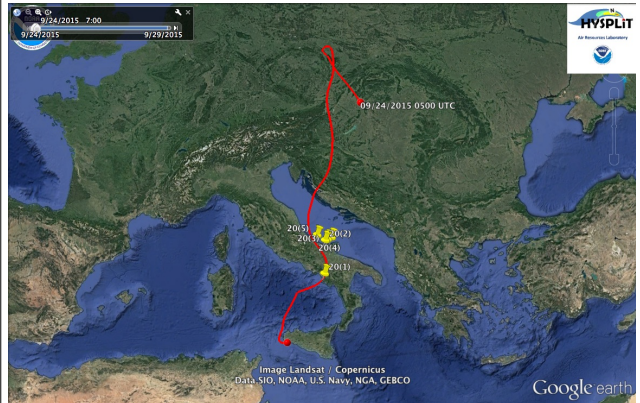 9/24/2015 7:00
9/24/2015
9/29/2015
N
HYSPLIT
Air Resources Laboratory
09/24/2015 0500 UTC
20(5)
20(2)
20(3)
20(4)
20(1)
Image Landsat / Copernicus
Data SIO, NOAA, U.S. Navy, NGA, GEBCO
Google earth